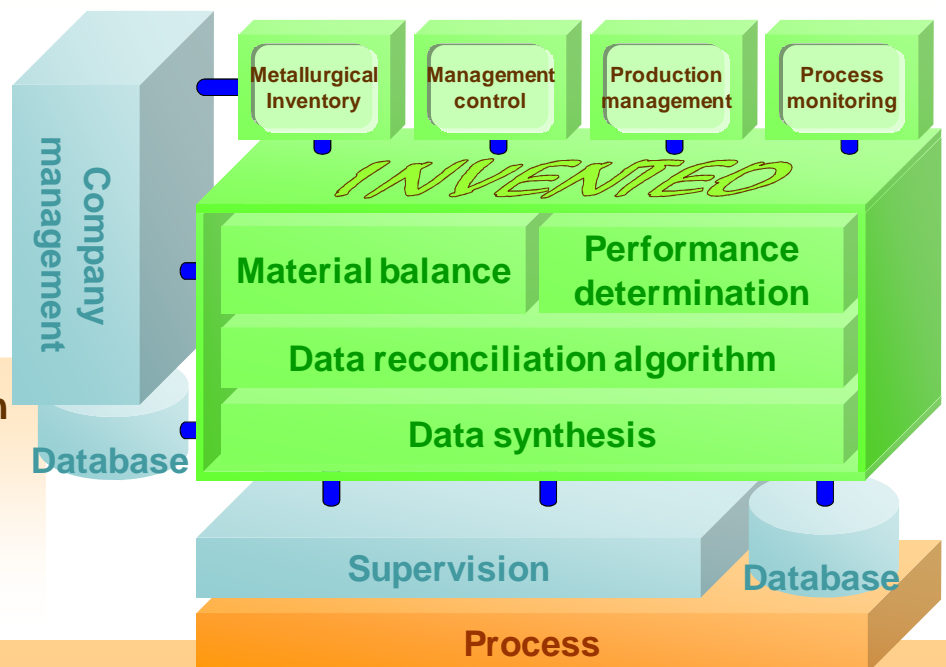 Metallurgical
Inventory
Management
control
Production
management
Process
monitoring
INVENTEO
Company
management
Material balance
Performance
determination
Data reconciliation algorithm
n
Data synthesis
Database
Supervision
Database
Process